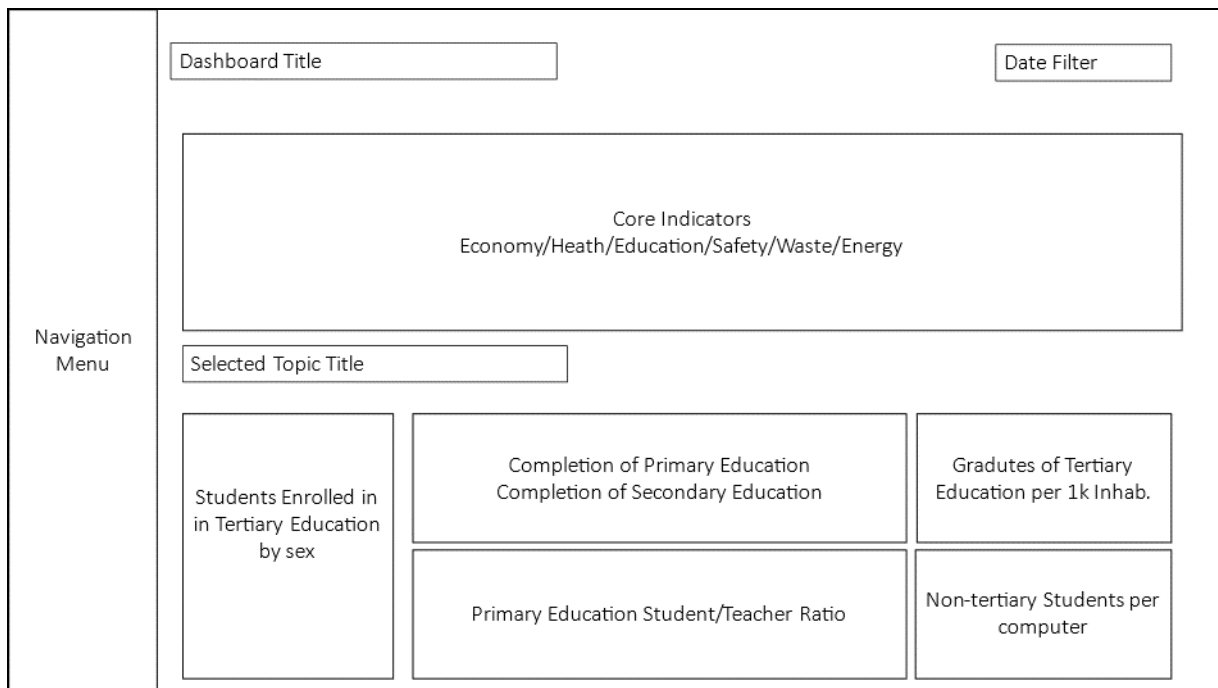 Dashboard Title
Date Filter
Core Indicators
Economy/Heath/Education/Safety/Waste/Energy
Navigation
Menu
Selected Topic Title
Students Enrolled in
in Tertiary Education
by sex
Completion of Primary Education
Completion of Secondary Education
Gradutes of Tertiary
Education per 1k Inhab.
Primary Education Student/Teacher Ratio
Non-tertiary Students per
computer